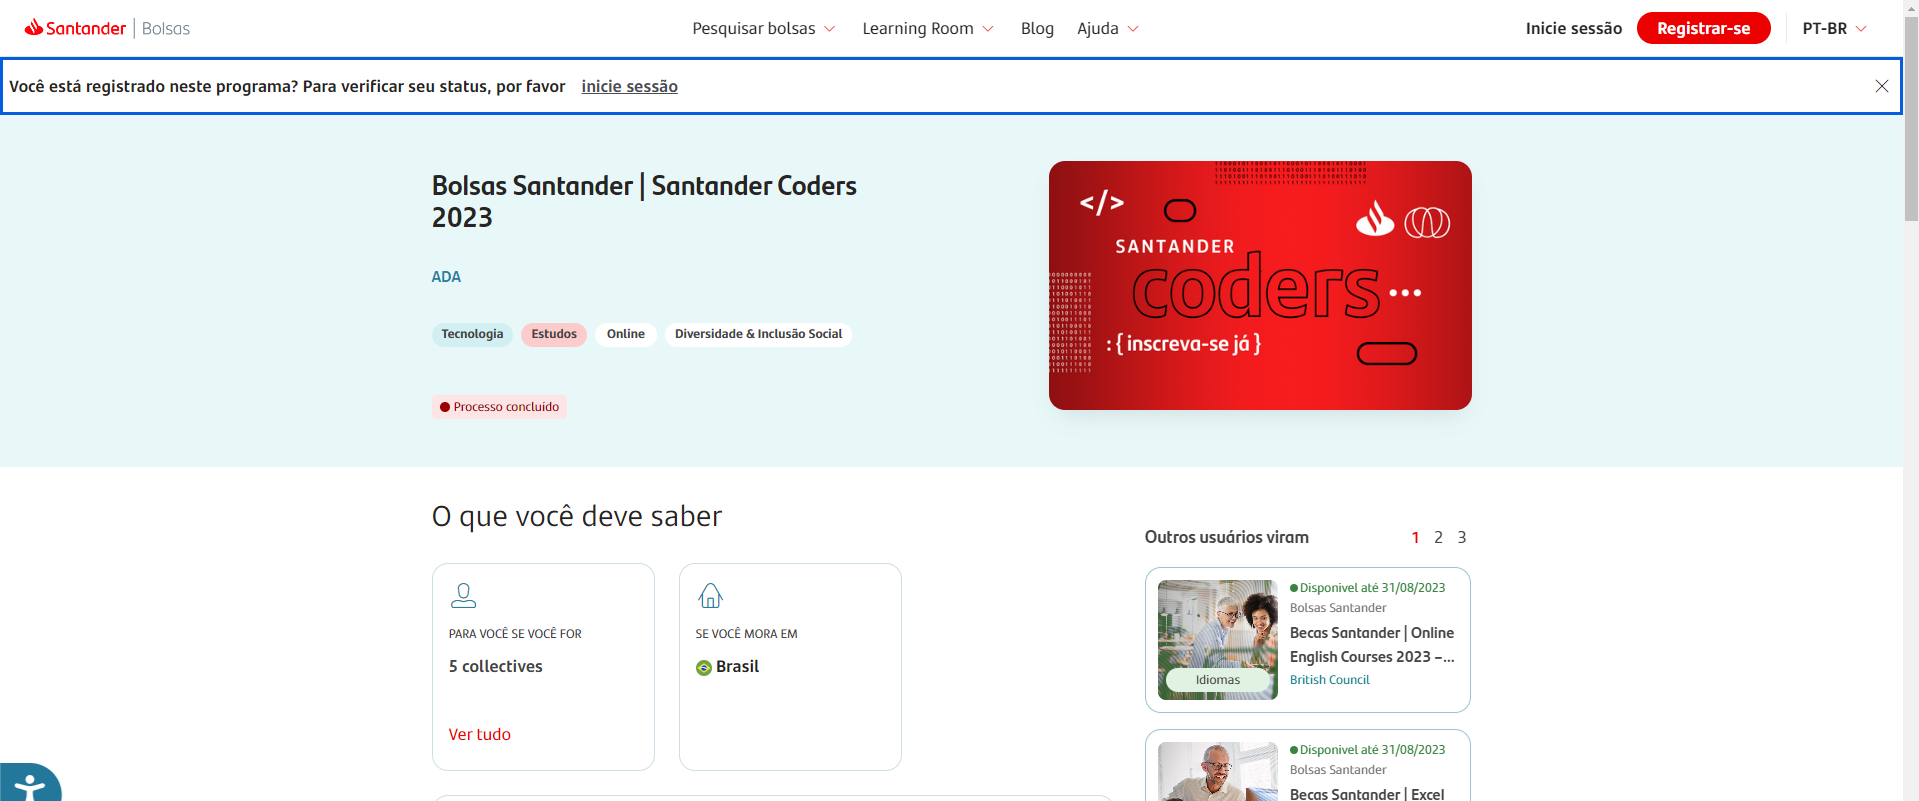 Santander | Bolsas
Pesquisar bolsas
Learning Room
Blog
Ajuda
Inicie sessão
Registrar-se
PT-BR
Você está registrado neste programa? Para verificar seu status, por favor inicie sessão
Bolsas Santander | Santander Coders
2023
ADA
Tecnologia
Estudos
Online
Diversidade & Inclusão Social
Processo concluído
</>
SANTANDER
coders...
:{ inscreva-se já }
O que você deve saber
PARA VOCÊ SE VOCÊ FOR
5 collectives
Ver tudo
SE VOCÊ MORA EM
Brasil
Outros usuários viram
1 2 3
Idiomas
Disponivel até 31/08/2023
Bolsas Santander
Becas Santander | Online
English Courses 2023 –...
British Council
Disponivel até 31/08/2023
Bolsas Santander
Becas Santander | Excel